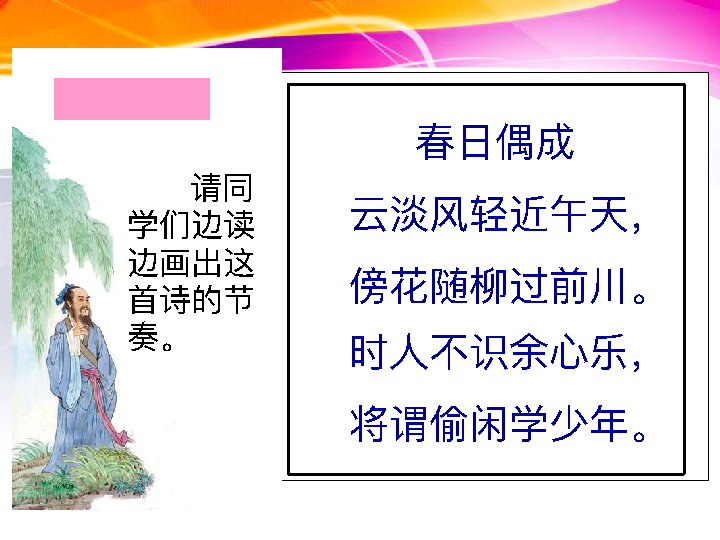 请同
学们边读
边画出这
首诗的节
奏。
春日偶成
云淡风轻近午天，
傍花随柳过前川。
时人不识余心乐，
将谓偷闲学少年。